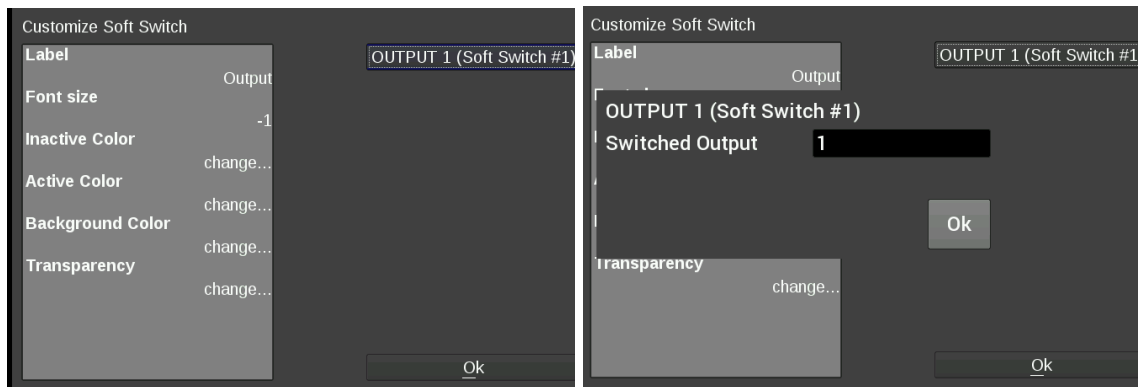 Customize Soft Switch
Label
OUTPUT 1 (Soft Switch #1)
Output
Font size
-1
Inactive Color
change...
Active Color
change...
Background Color
change...
Transparency
change...
Ok
Customize Soft Switch
Label
OUTPUT 1 (Soft Switch #1
Output
OUTPUT 1 (Soft Switch #1)
Switched Output 1
Ok
Transparency
change...
Ok